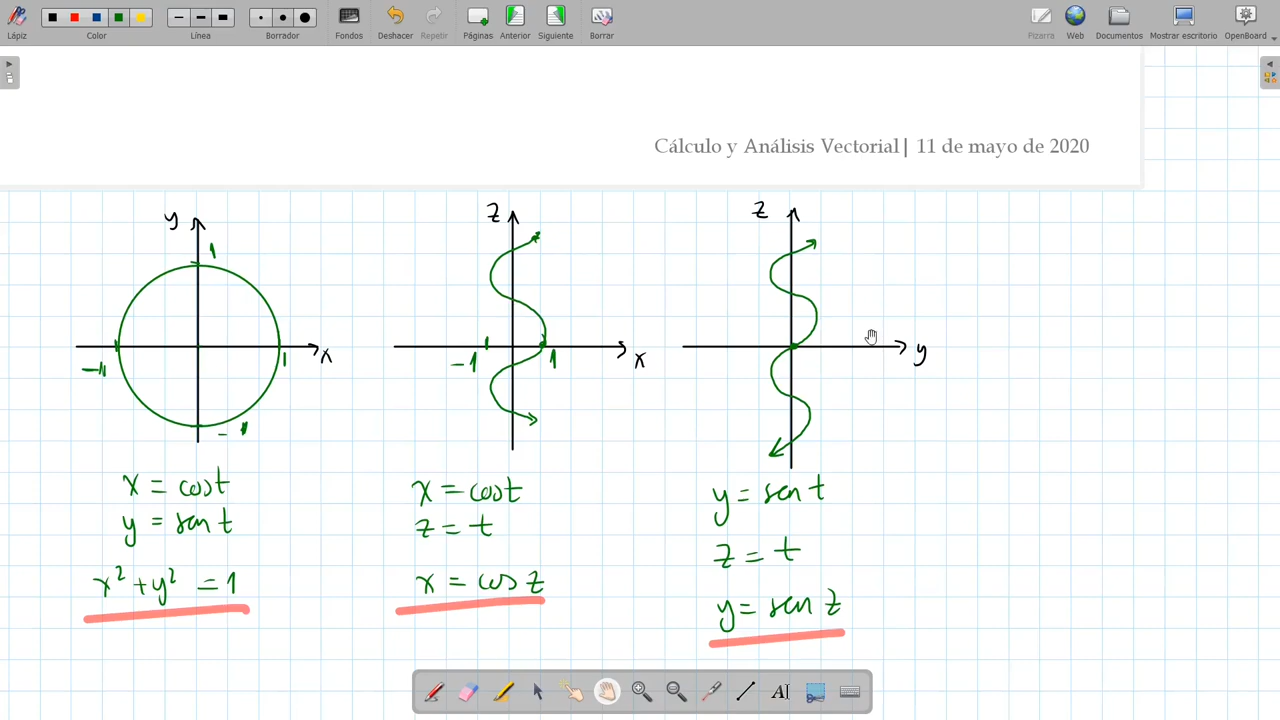 Lápiz
Color
Línea
Borrador
Fondos
Deshacer
Repetir
Páginas
Anterior
Siguiente
Borrar
Pizarra
Web
Documentos
Mostrar escritorio
OpenBoard
Cálculo y Análisis Vectorial| 11 de mayo de 2020
y
1
-1
1
x
-1
x = cos t
y = sen t
x² + y² = 1
z
-1
1
x
x = cos t
z = t
x = cos z
z
y
y = sen t
z = t
y = sen z
AI